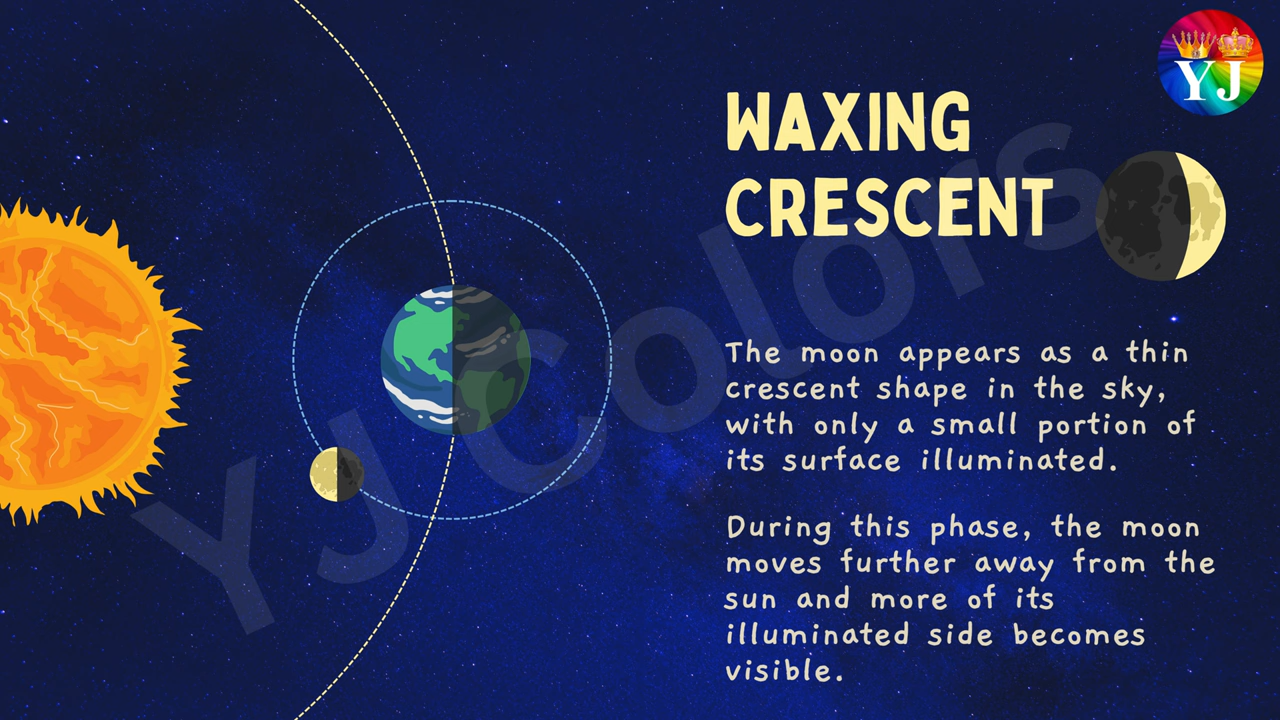 YJ
WAXING
CRESCENT
YJ Colors
The moon appears as a thin
crescent shape in the sky,
with only a small portion of
its surface illuminated.
During this phase, the moon
moves further away from the
sun and more of its
illuminated side becomes
visible.